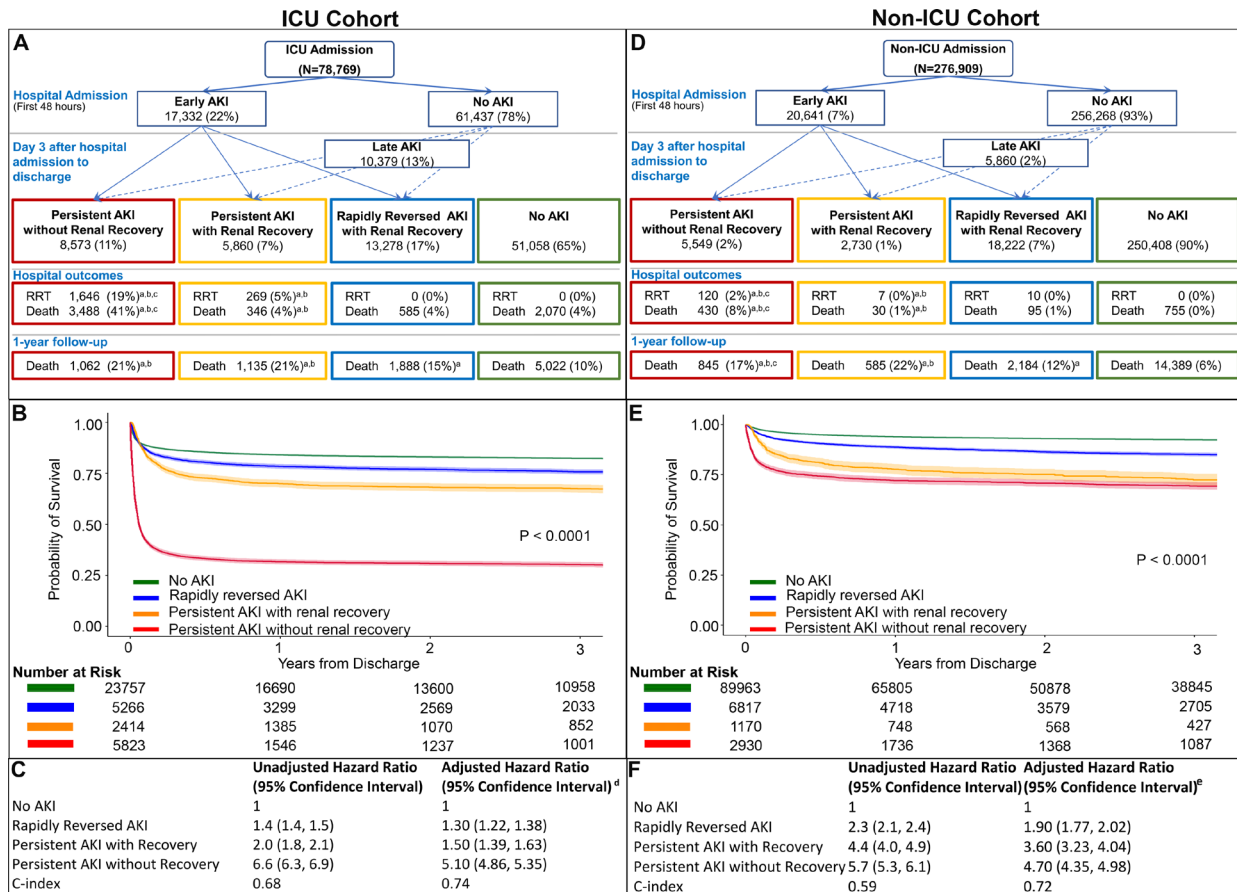 ICU Cohort
Non-ICU Cohort
A
ICU Admission
(N=78,769)
Hospital Admission
(First 48 hours)
Early AKI
17,332 (22%)
No AKI
61,437 (78%)
Day 3 after hospital
admission to
discharge
Late AKI
10,379 (13%)
Persistent AKI
without Renal Recovery
8,573 (11%)
Persistent AKI
with Renal Recovery
5,860 (7%)
Rapidly Reversed AKI
with Renal Recovery
13,278 (17%)
No AKI
51,058 (65%)
Hospital outcomes
RRT 1,646 (19%)a,b,c
Death 3,488 (41%)a,b,c
RRT 269 (5%)a,b
Death 346 (4%)a,b
RRT 0 (0%)
Death 585 (4%)
RRT 0 (0%)
Death 2,070 (4%)
1-year follow-up
Death 1,062 (21%)a,b
Death 1,135 (21%)a,b
Death 1,888 (15%)a
Death 5,022 (10%)
D
Non-ICU Admission
(N=276,909)
Hospital Admission
(First 48 hours)
Early AKI
20,641 (7%)
No AKI
256,268 (93%)
Day 3 after hospital
admission to
discharge
Late AKI
5,860 (2%)
Persistent AKI
without Renal Recovery
5,549 (2%)
Persistent AKI
with Renal Recovery
2,730 (1%)
Rapidly Reversed AKI
with Renal Recovery
18,222 (7%)
No AKI
250,408 (90%)
Hospital outcomes
RRT 120 (2%)a,b,c
Death 430 (8%)a,b,c
RRT 7 (0%)a,b
Death 30 (1%)a,b
RRT 10 (0%)
Death 95 (1%)
RRT 0 (0%)
Death 755 (0%)
1-year follow-up
Death 845 (17%)a,b,c
Death 585 (22%)a,b
Death 2,184 (12%)a
Death 14,389 (6%)
B
Probability of Survival
1.00
0.75
0.50
0.25
0.00
P < 0.0001
No AKI
Rapidly reversed AKI
Persistent AKI with renal recovery
Persistent AKI without renal recovery
0 1 2 3
Years from Discharge
Number at Risk
23757 16690 13600 10958
5266 3299 2569 2033
2414 1385 1070 852
5823 1546 1237 1001
E
Probability of Survival
1.00
0.75
0.50
0.25
0.00
P < 0.0001
No AKI
Rapidly reversed AKI
Persistent AKI with renal recovery
Persistent AKI without renal recovery
0 1 2 3
Years from Discharge
Number at Risk
89963 65805 50878 38845
6817 4718 3579 2705
1170 748 568 427
2930 1736 1368 1087
C
Unadjusted Hazard Ratio Adjusted Hazard Ratio
(95% Confidence Interval) (95% Confidence Interval) d
No AKI 1 1
Rapidly Reversed AKI 1.4 (1.4, 1.5) 1.30 (1.22, 1.38)
Persistent AKI with Recovery 2.0 (1.8, 2.1) 1.50 (1.39, 1.63)
Persistent AKI without Recovery 6.6 (6.3, 6.9) 5.10 (4.86, 5.35)
C-index 0.68 0.74
F
Unadjusted Hazard Ratio Adjusted Hazard Ratio
(95% Confidence Interval) (95% Confidence Interval)e
No AKI 1 1
Rapidly Reversed AKI 2.3 (2.1, 2.4) 1.90 (1.77, 2.02)
Persistent AKI with Recovery 4.4 (4.0, 4.9) 3.60 (3.23, 4.04)
Persistent AKI without Recovery 5.7 (5.3, 6.1) 4.70 (4.35, 4.98)
C-index 0.59 0.72